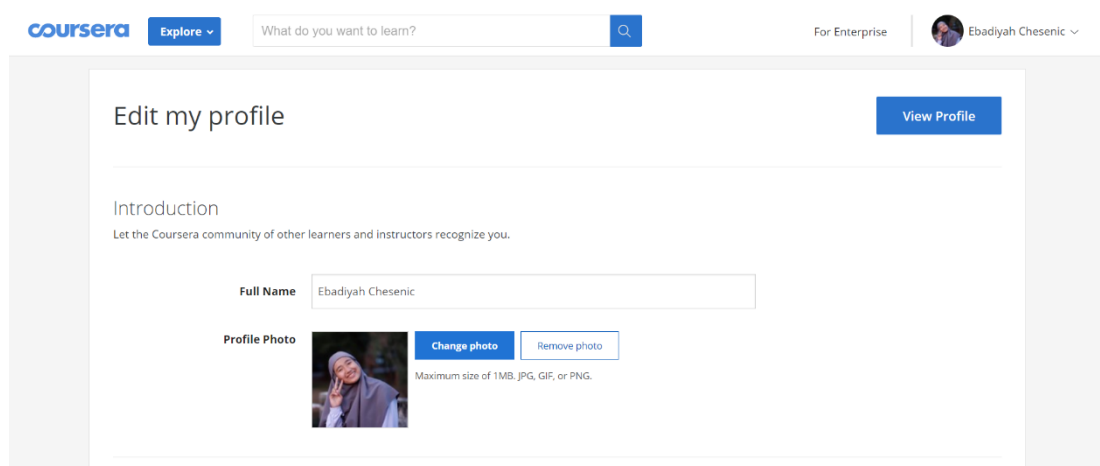 coursera Explore What do you want to learn? For Enterprise Ebadiyah Chesenic
Edit my profile View Profile
Introduction
Let the Coursera community of other learners and instructors recognize you.
Full Name Ebadiyah Chesenic
Profile Photo Change photo Remove photo
Maximum size of 1MB. JPG, GIF, or PNG.